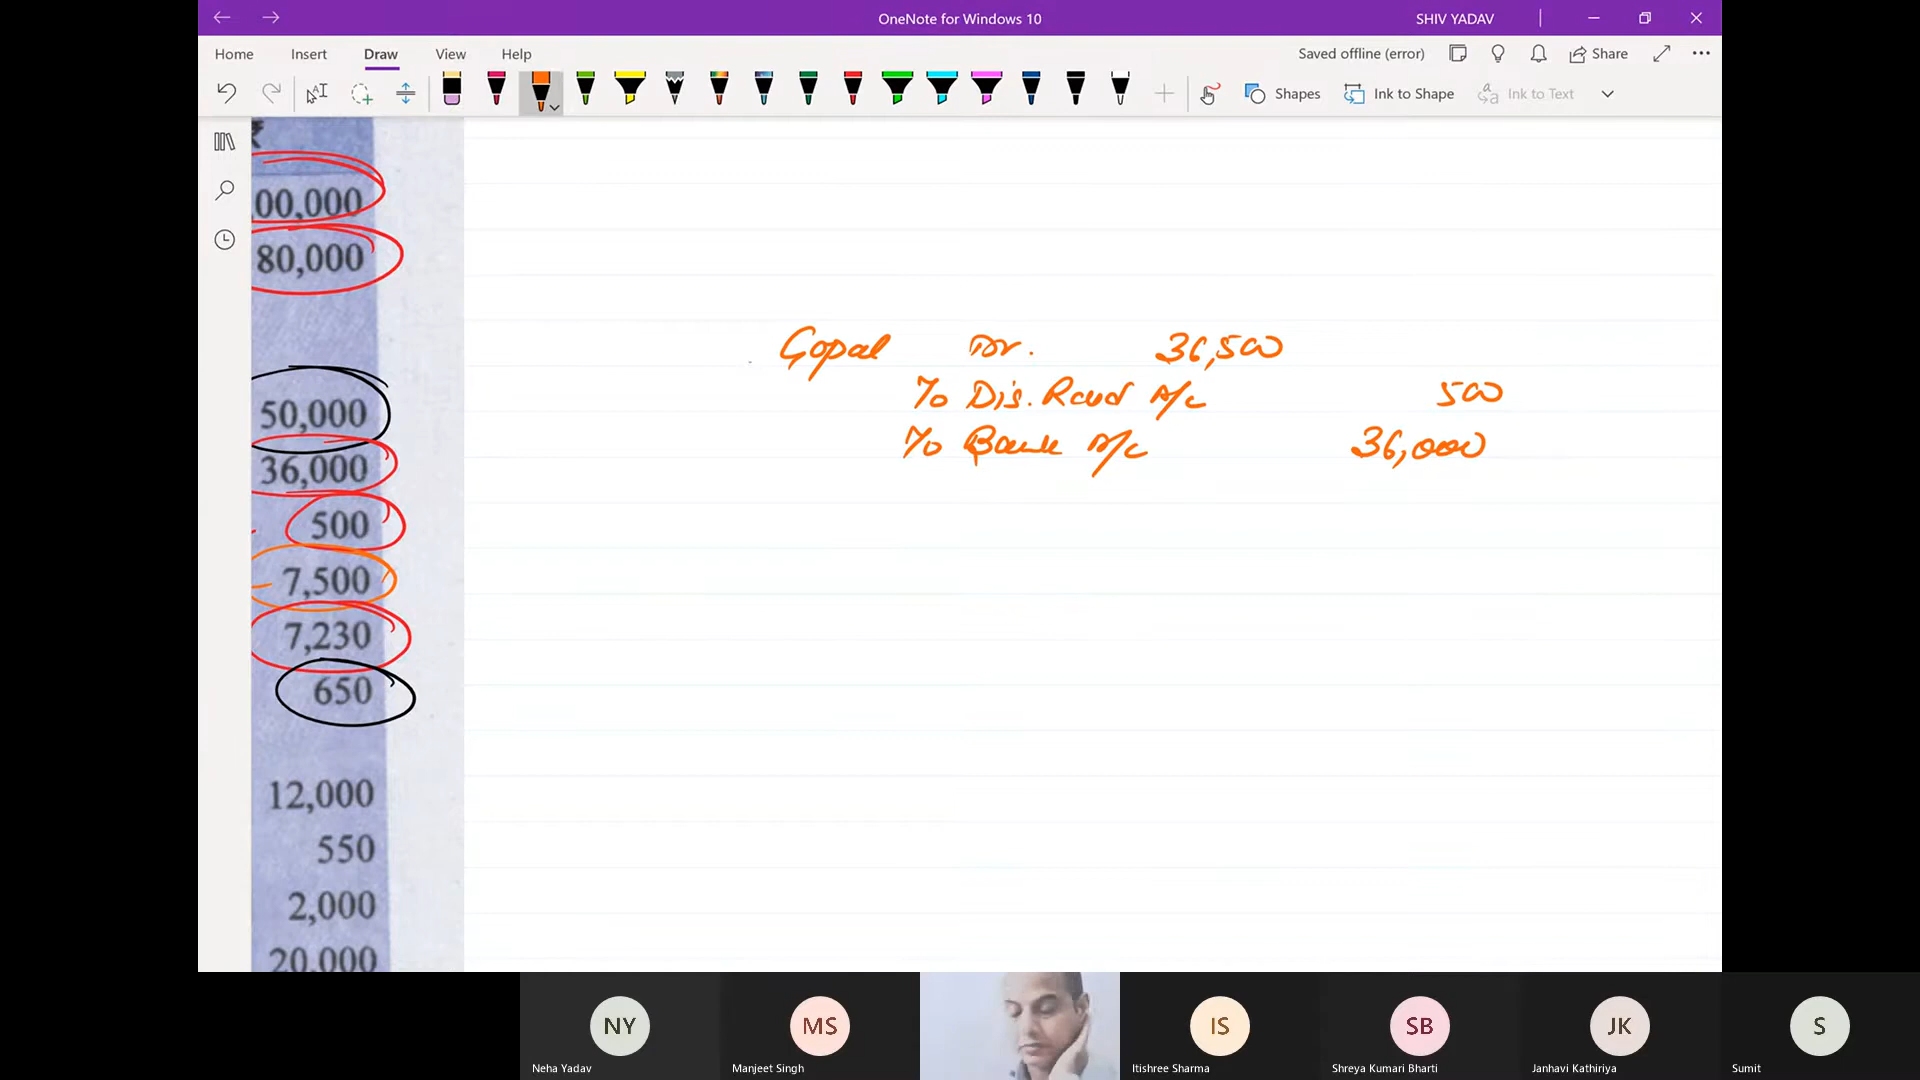 OneNote for Windows 10
SHIV YADAV
Home Insert Draw View Help
Saved offline (error) Share
Shapes Ink to Shape Ink to Text
₹
00,000
80,000
50,000
36,000
500
7,500
7,230
650
12,000
550
2,000
20,000
Gopal Dr. 36,500
To Dis. Recvd A/c 500
To Bank A/c 36,000
NY MS IS SB JK S
Neha Yadav Manjeet Singh Itishree Sharma Shreya Kumari Bharti Janhavi Kathiriya Sumit